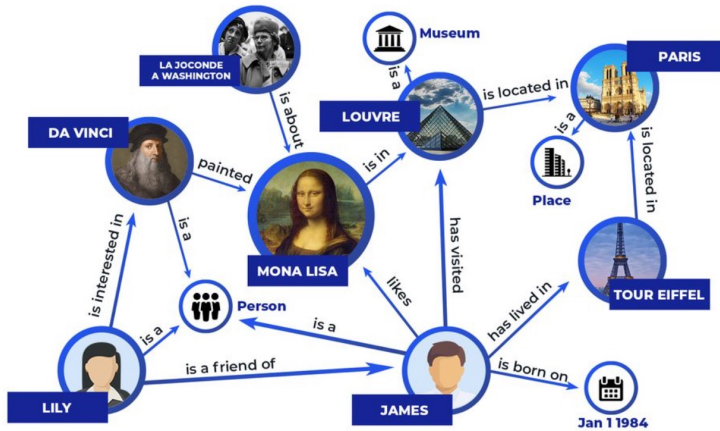 LA JOCONDE
A WASHINGTON
Museum
PARIS
is a
is located in
LOUVRE
DA VINCI
is about
is a
is located in
painted
is in
Place
is interested in
is a
MONA LISA
has visited
TOUR EIFFEL
likes
has lived in
Person
is a
is a
is a friend of
is born on
LILY
JAMES
Jan 1 1984